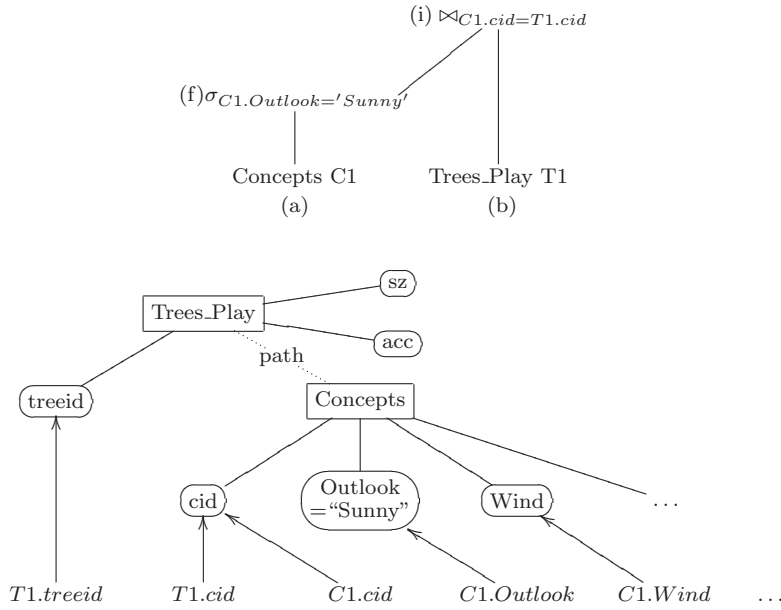 (i) ⋈C1.cid=T1.cid
(f)σC1.Outlook='Sunny'
Concepts C1 Trees_Play T1
(a) (b)
sz
Trees_Play
acc
path
treeid
Concepts
cid
Outlook
="Sunny"
Wind
...
T1.treeid T1.cid C1.cid C1.Outlook C1.Wind ...